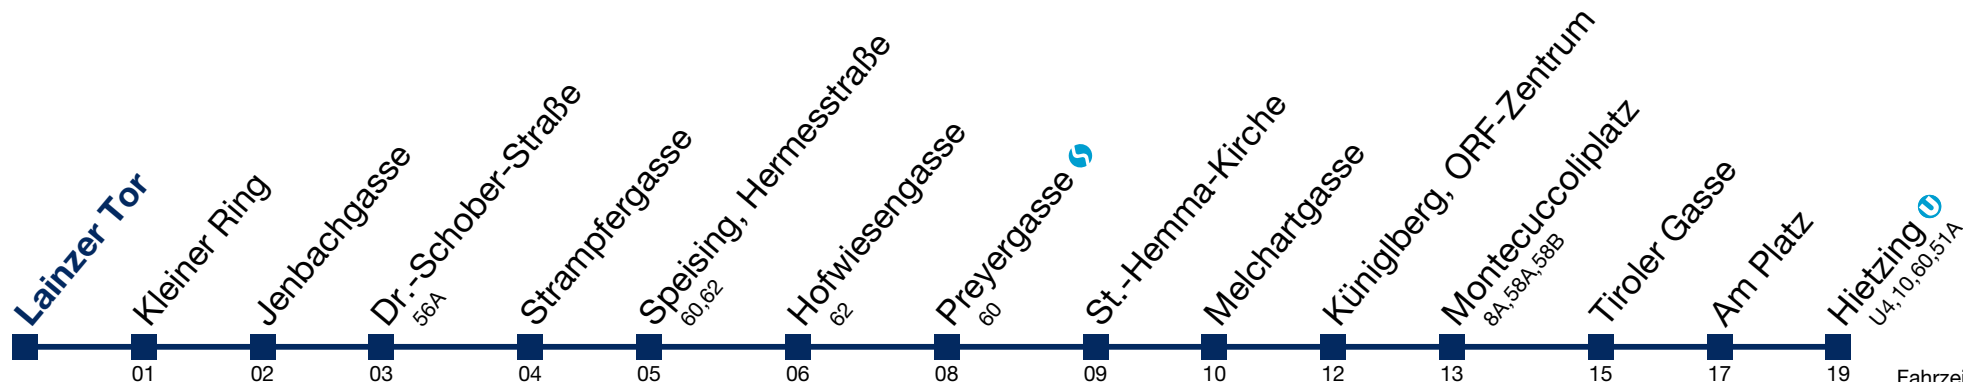 Lainzer Tor
Kleiner Ring
Jenbachgasse
Dr.-Schober-Straße
56A
Strampfergasse
Speising, Hermesstraße
60,62
Hofwiesengasse
62
Preyergasse
60
St.-Hemma-Kirche
Melchartgasse
Küniglberg, ORF-Zentrum
Montecuccoliplatz
8A,58A,58B
Tiroler Gasse
Am Platz
Hietzing U
U4,10,60,51A
01 02 03 04 05 06 08 09 10 12 13 15 17 19 Fahrzei